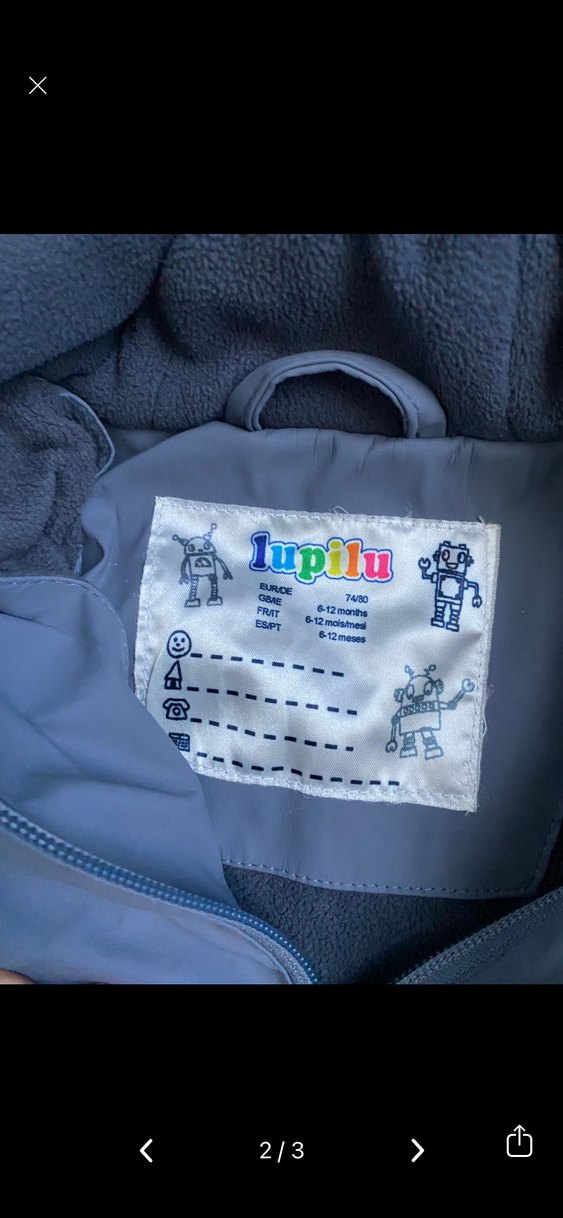 lupilu
EUR/DE 74/80
GB/IE 6-12 months
FR/IT 6-12 mois/mesi
ES/PT 6-12 meses
2 / 3